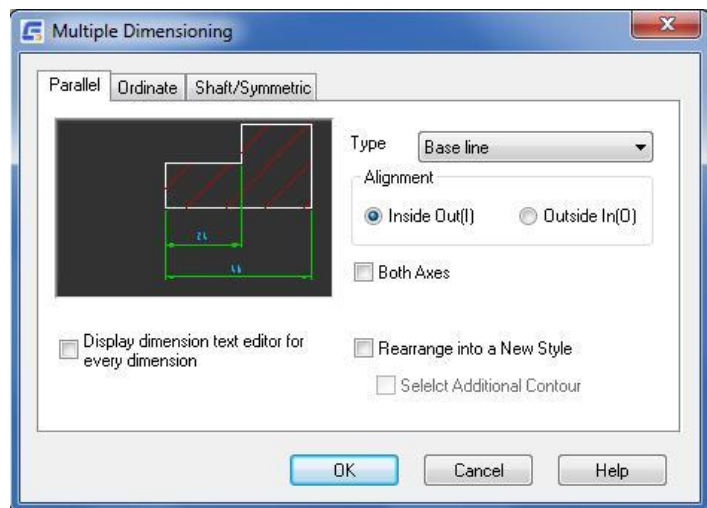 Multiple Dimensioning
Parallel
Ordinate
Shaft/Symmetric
Type
Base line
Alignment
Inside Out(I)
Outside In(O)
Both Axes
Display dimension text editor for
every dimension
Rearrange into a New Style
Selelct Additional Contour
OK
Cancel
Help